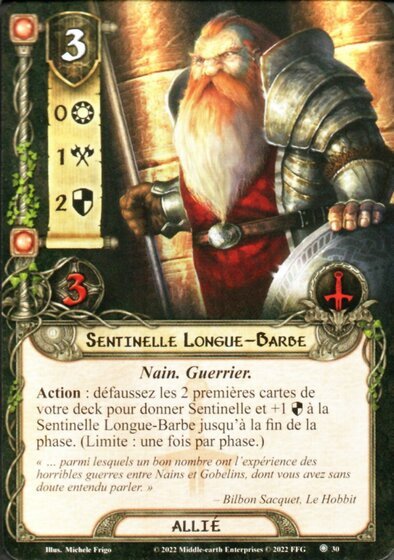 3
0
1
2
3
Sentinelle Longue-Barbe
Nain. Guerrier.
Action : défaussez les 2 premières cartes de
votre deck pour donner Sentinelle et +1 à la
Sentinelle Longue-Barbe jusqu'à la fin de la
phase. (Limite : une fois par phase.)
« ... parmi lesquels un bon nombre ont l'expérience des
horribles guerres entre Nains et Gobelins, dont vous avez sans
doute entendu parler. »
– Bilbon Sacquet, Le Hobbit
ALLIÉ
Illus. Michele Frigo © 2022 Middle-earth Enterprises © 2022 FFG 30